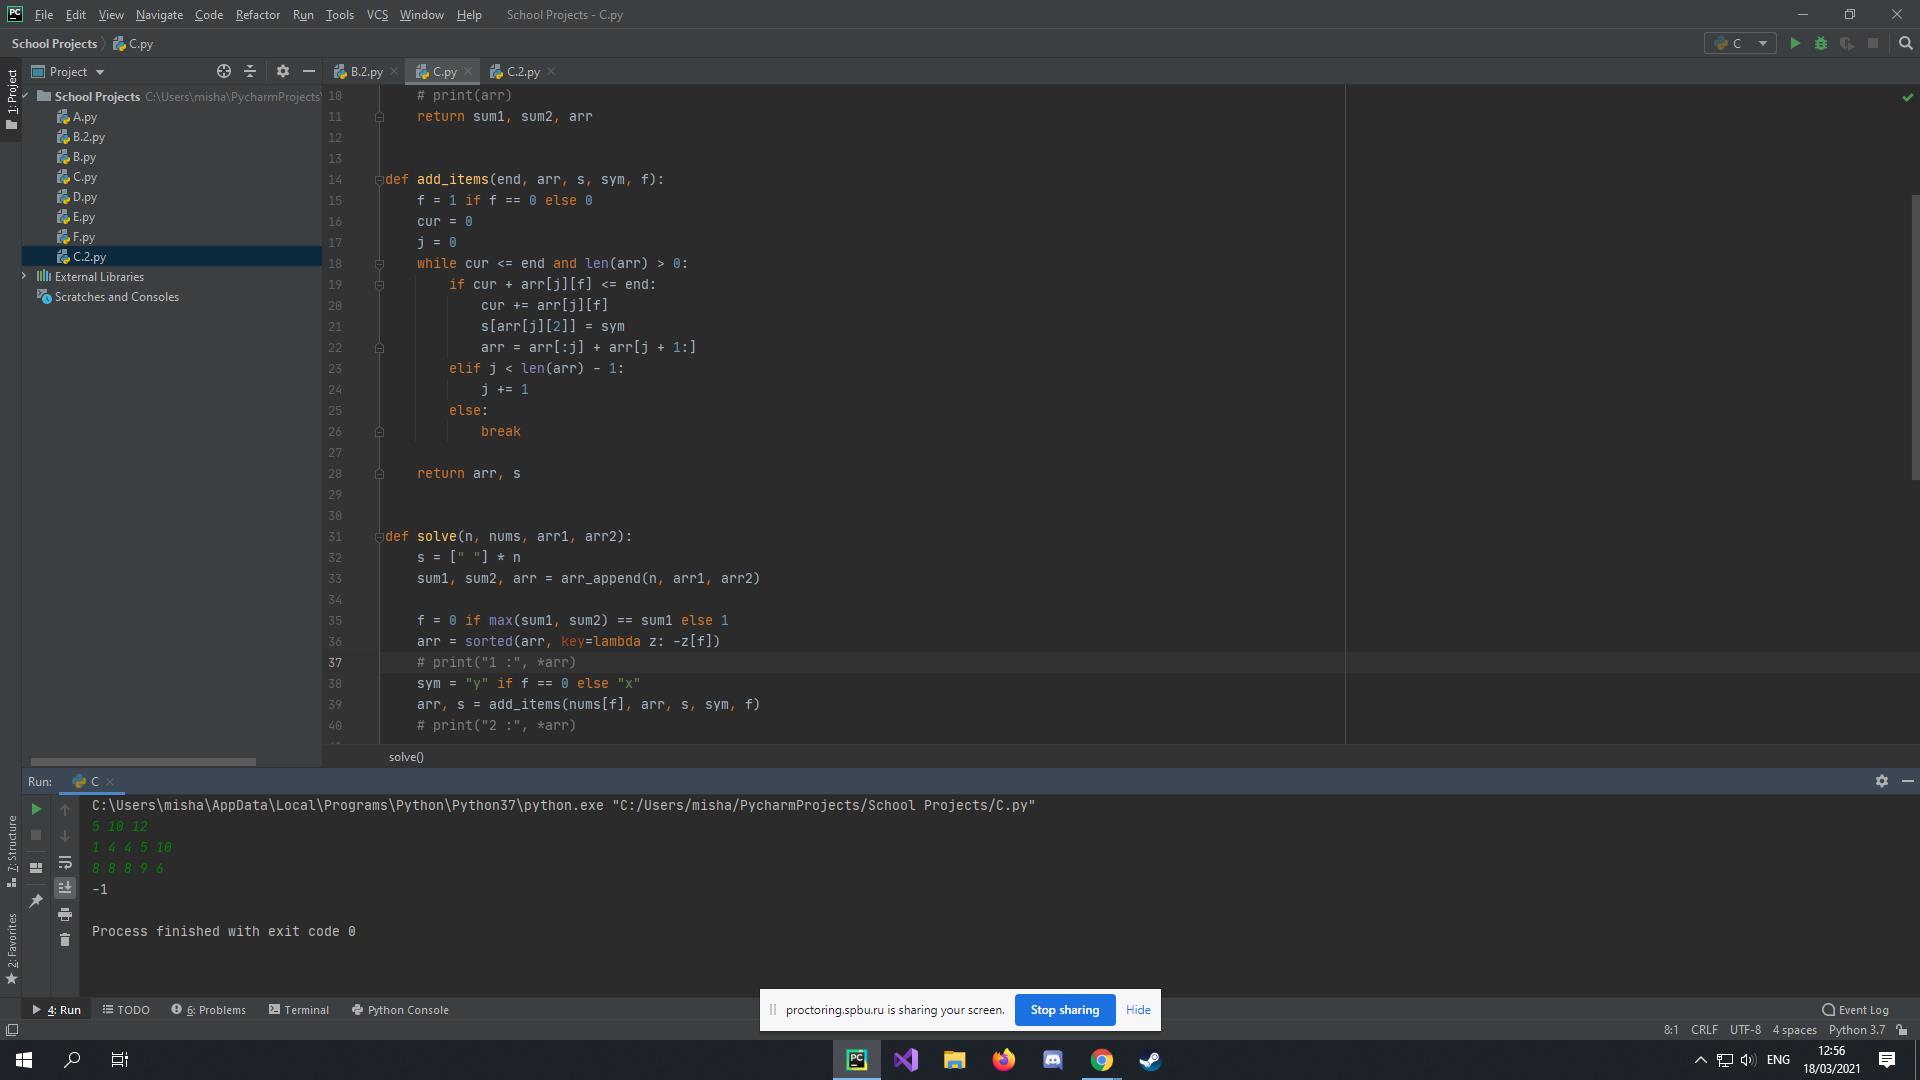 File Edit View Navigate Code Refactor Run Tools VCS Window Help School Projects - C.py
School Projects C.py
C
Project
B.2.py C.py C.2.py
1: Project
School Projects C:\Users\misha\PycharmProjects\
A.py
B.2.py
B.py
C.py
D.py
E.py
F.py
C.2.py
External Libraries
Scratches and Consoles
10 # print(arr)
11 return sum1, sum2, arr
12
13
14 def add_items(end, arr, s, sym, f):
15 f = 1 if f == 0 else 0
16 cur = 0
17 j = 0
18 while cur <= end and len(arr) > 0:
19 if cur + arr[j][f] <= end:
20 cur += arr[j][f]
21 s[arr[j][2]] = sym
22 arr = arr[:j] + arr[j + 1:]
23 elif j < len(arr) - 1:
24 j += 1
25 else:
26 break
27
28 return arr, s
29
30
31 def solve(n, nums, arr1, arr2):
32 s = [" "] * n
33 sum1, sum2, arr = arr_append(n, arr1, arr2)
34
35 f = 0 if max(sum1, sum2) == sum1 else 1
36 arr = sorted(arr, key=lambda z: -z[f])
37 # print("1 :", *arr)
38 sym = "y" if f == 0 else "x"
39 arr, s = add_items(nums[f], arr, s, sym, f)
40 # print("2 :", *arr)
solve()
Run: C
C:\Users\misha\AppData\Local\Programs\Python\Python37\python.exe "C:/Users/misha/PycharmProjects/School Projects/C.py"
5 10 12
1 4 4 5 10
8 8 8 9 6
-1
Process finished with exit code 0
7: Structure
2: Favorites
4: Run TODO 6: Problems Terminal Python Console
proctoring.spbu.ru is sharing your screen. Stop sharing Hide
Event Log
8:1 CRLF UTF-8 4 spaces Python 3.7
ENG
12:56
18/03/2021